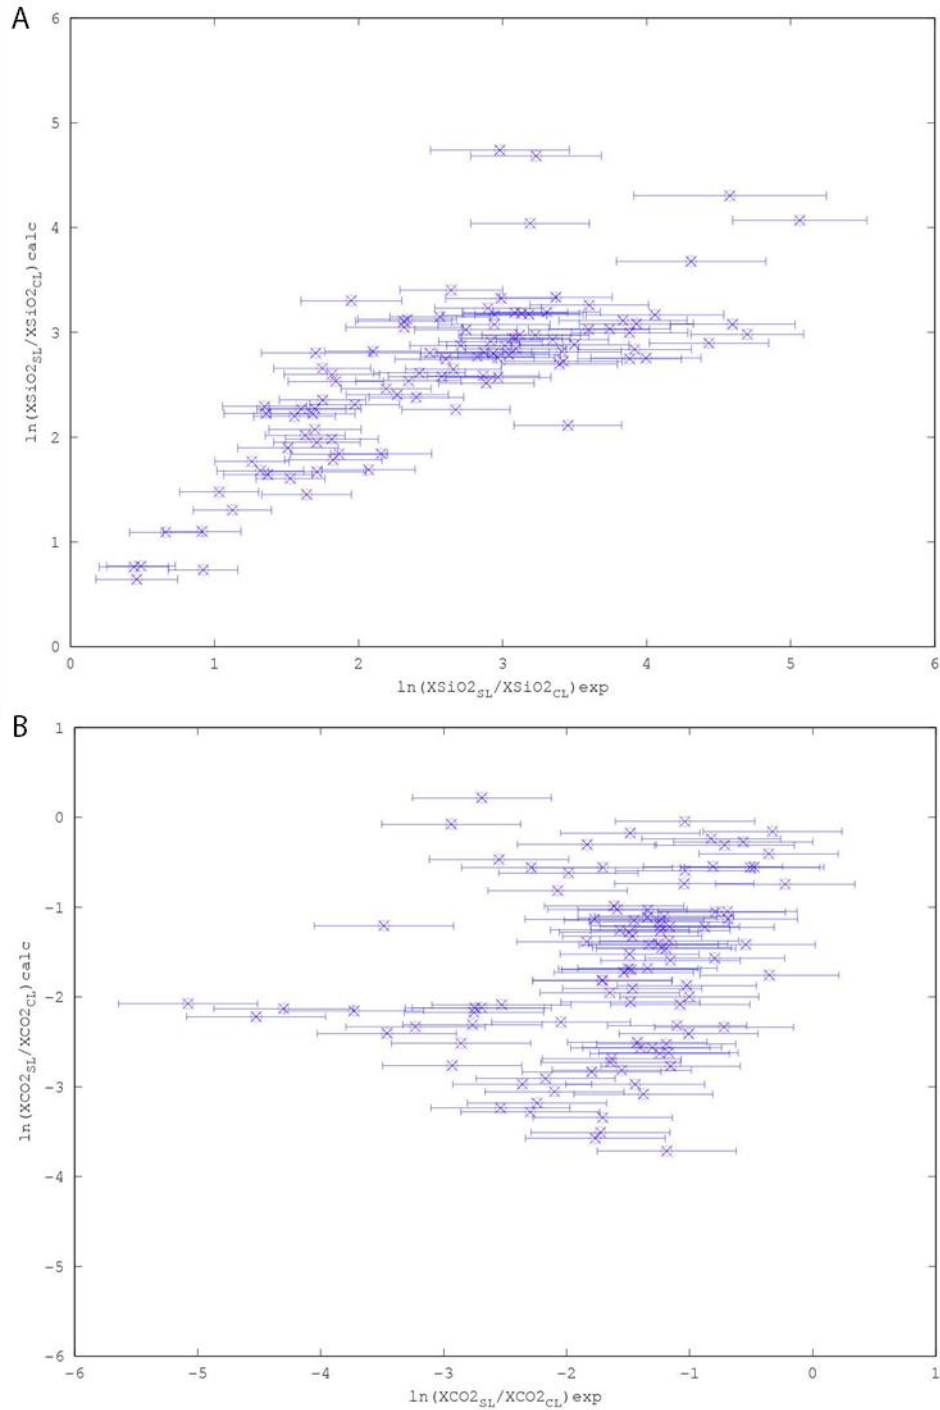 A
6
5
4
3
2
1
0
ln(XSiO2SL/XSiO2CL)calc
0 1 2 3 4 5 6
ln(XSiO2SL/XSiO2CL)exp
B
1
0
-1
-2
-3
-4
-5
-6
ln(XCO2SL/XCO2CL)calc
-6 -5 -4 -3 -2 -1 0 1
ln(XCO2SL/XCO2CL)exp